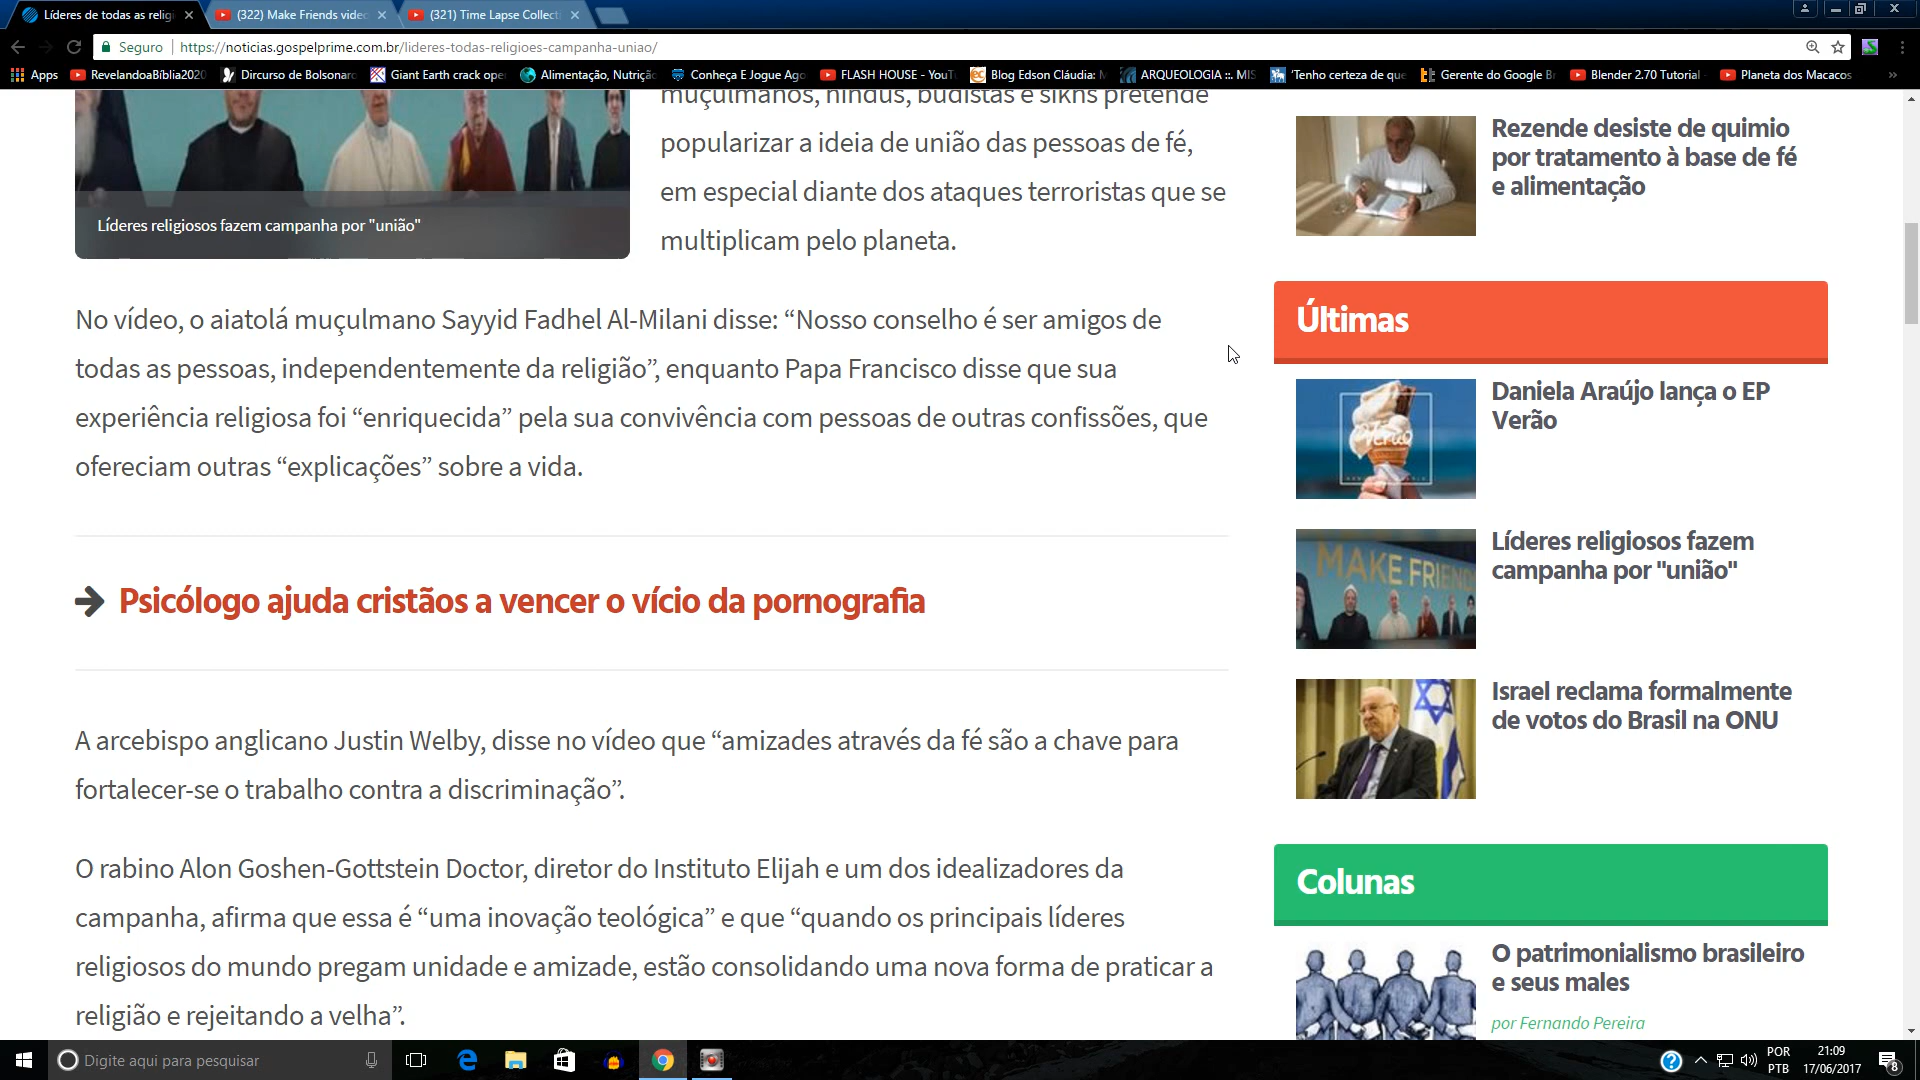 Líderes de todas as relig
(322) Make Friends video
(321) Time Lapse Collect
Seguro
https://noticias.gospelprime.com.br/lideres-todas-religioes-campanha-uniao/
Apps
RevelandoaBíblia2020
Dircurso de Bolsonaro
Giant Earth crack ope
Alimentação, Nutriçã
Conheça E Jogue Ago
FLASH HOUSE - YouT
Blog Edson Cláudia: M
ARQUEOLOGIA ::. MIS
'Tenho certeza de que
Gerente do Google B
Blender 2.70 Tutorial
Planeta dos Macacos
Líderes religiosos fazem campanha por "união"
muçulmanos, hindus, budistas e sikhs pretende
popularizar a ideia de união das pessoas de fé,
em especial diante dos ataques terroristas que se
multiplicam pelo planeta.
No vídeo, o aiatolá muçulmano Sayyid Fadhel Al-Milani disse: “Nosso conselho é ser amigos de
todas as pessoas, independentemente da religião”, enquanto Papa Francisco disse que sua
experiência religiosa foi “enriquecida” pela sua convivência com pessoas de outras confissões, que
ofereciam outras “explicações” sobre a vida.
Psicólogo ajuda cristãos a vencer o vício da pornografia
A arcebispo anglicano Justin Welby, disse no vídeo que “amizades através da fé são a chave para
fortalecer-se o trabalho contra a discriminação”.
O rabino Alon Goshen-Gottstein Doctor, diretor do Instituto Elijah e um dos idealizadores da
campanha, afirma que essa é “uma inovação teológica” e que “quando os principais líderes
religiosos do mundo pregam unidade e amizade, estão consolidando uma nova forma de praticar a
religião e rejeitando a velha”.
Rezende desiste de quimio
por tratamento à base de fé
e alimentação
Últimas
Verão
Daniela Araújo lança o EP
Verão
MAKE FRIENDS
Líderes religiosos fazem
campanha por "união"
Israel reclama formalmente
de votos do Brasil na ONU
Colunas
O patrimonialismo brasileiro
e seus males
por Fernando Pereira
Digite aqui para pesquisar
POR
PTB
21:09
17/06/2017
8